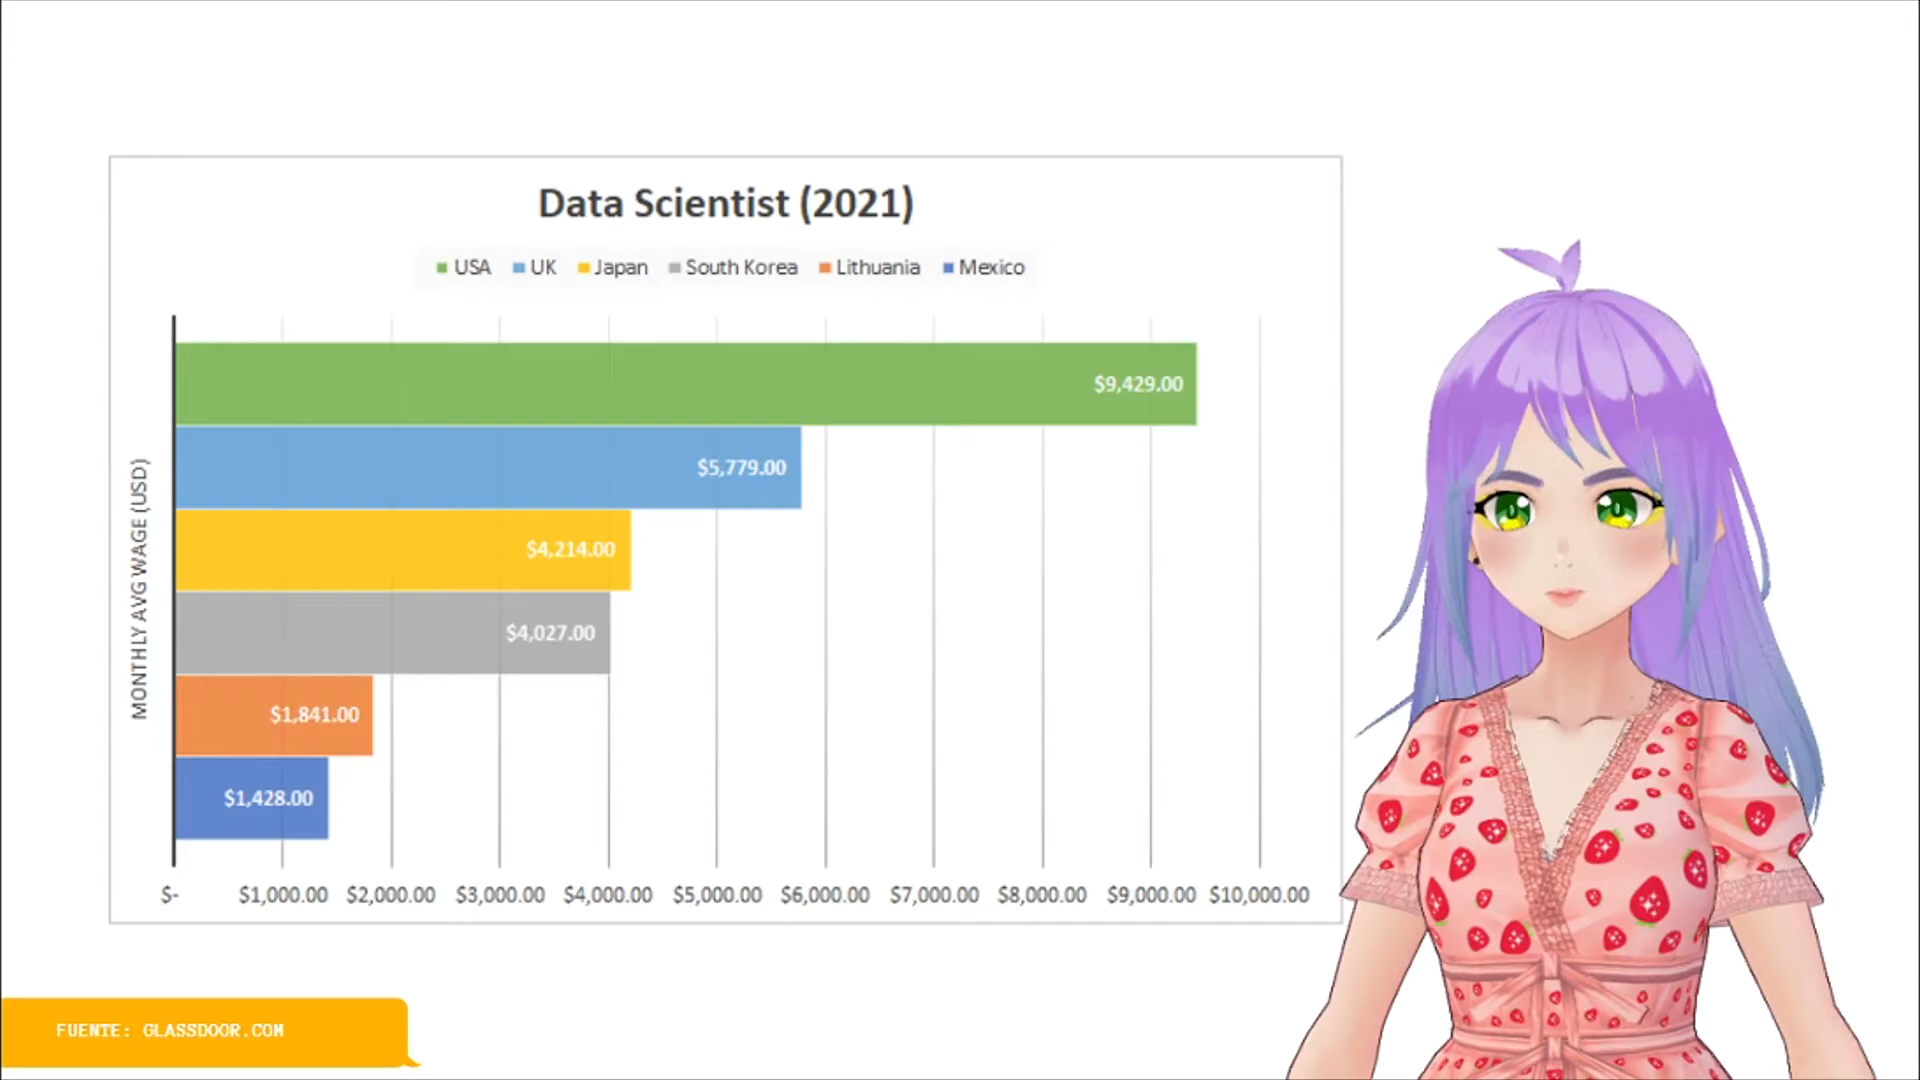 Data Scientist (2021)
USA UK Japan South Korea Lithuania Mexico
MONTHLY AVG WAGE (USD)
$9,429.00
$5,779.00
$4,214.00
$4,027.00
$1,841.00
$1,428.00
$- $1,000.00 $2,000.00 $3,000.00 $4,000.00 $5,000.00 $6,000.00 $7,000.00 $8,000.00 $9,000.00 $10,000.00
FUENTE: GLASSDOOR.COM